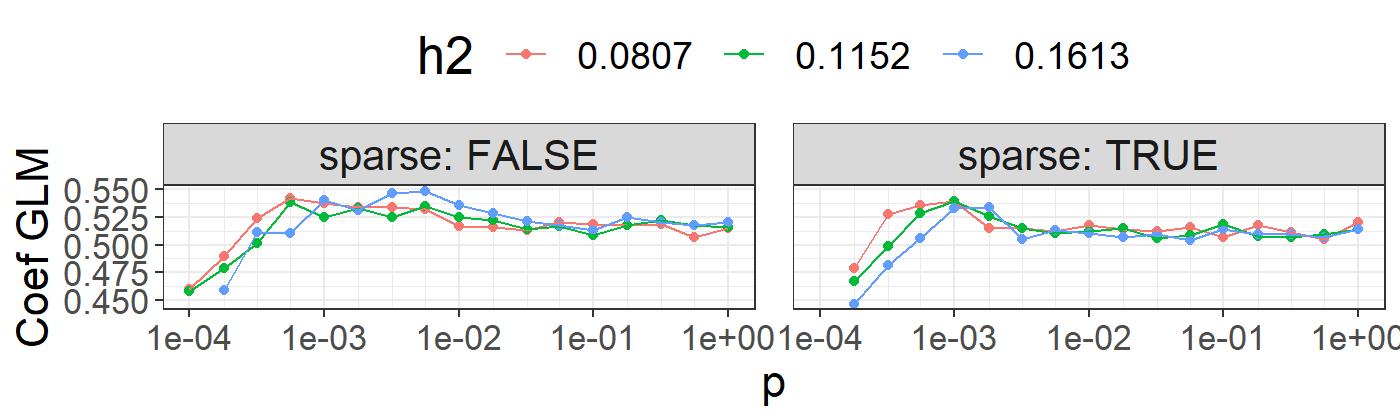 h2 0.0807 0.1152 0.1613
sparse: FALSE sparse: TRUE
Coef GLM
0.550
0.525
0.500
0.475
0.450
1e-04 1e-03 1e-02 1e-01 1e+00 1e-04 1e-03 1e-02 1e-01 1e+00
p